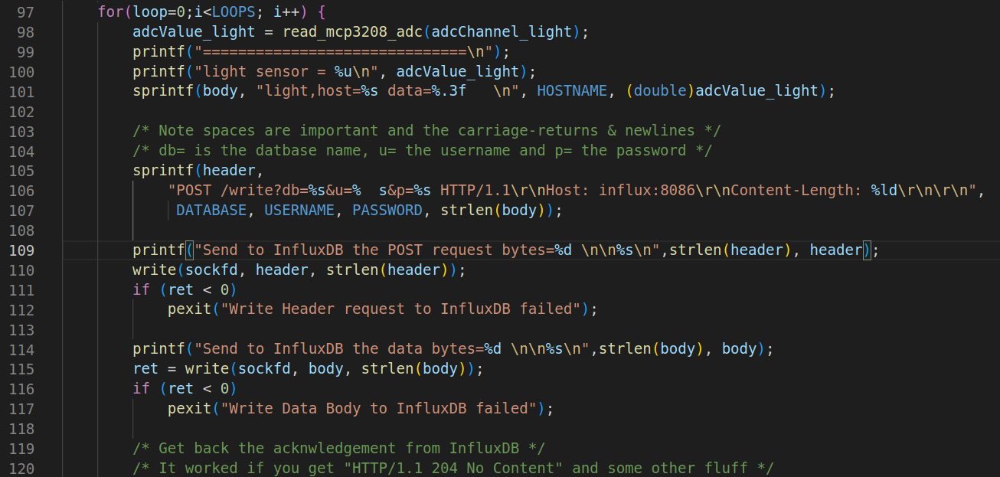 97 for(loop=0;i<LOOPS; i++) {
98 adcValue_light = read_mcp3208_adc(adcChannel_light);
99 printf("==============================\n");
100 printf("light sensor = %u\n", adcValue_light);
101 sprintf(body, "light,host=%s data=%.3f   \n", HOSTNAME, (double)adcValue_light);
102
103 /* Note spaces are important and the carriage-returns & newlines */
104 /* db= is the datbase name, u= the username and p= the password */
105 sprintf(header,
106 "POST /write?db=%s&u=%  s&p=%s HTTP/1.1\r\nHost: influx:8086\r\nContent-Length: %ld\r\n\r\n",
107 DATABASE, USERNAME, PASSWORD, strlen(body));
108
109 printf("Send to InfluxDB the POST request bytes=%d \n\n%s\n",strlen(header), header);
110 write(sockfd, header, strlen(header));
111 if (ret < 0)
112 pexit("Write Header request to InfluxDB failed");
113
114 printf("Send to InfluxDB the data bytes=%d \n\n%s\n",strlen(body), body);
115 ret = write(sockfd, body, strlen(body));
116 if (ret < 0)
117 pexit("Write Data Body to InfluxDB failed");
118
119 /* Get back the acknwledgement from InfluxDB */
120 /* It worked if you get "HTTP/1.1 204 No Content" and some other fluff */